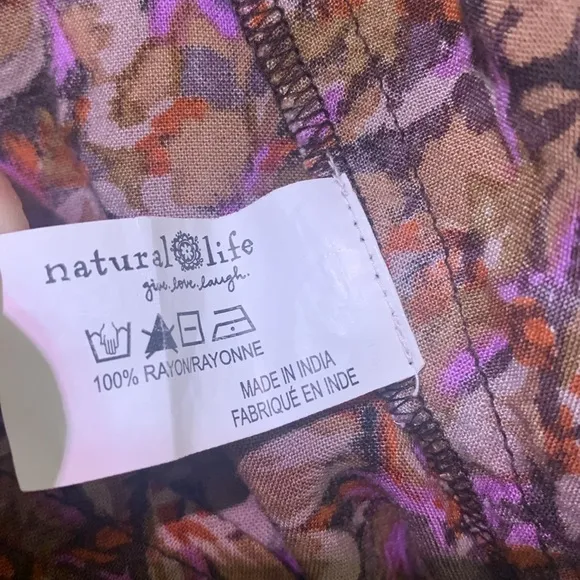 natural life
give. love. laugh.
100% RAYON/RAYONNE
MADE IN INDIA
FABRIQUÉ EN INDE